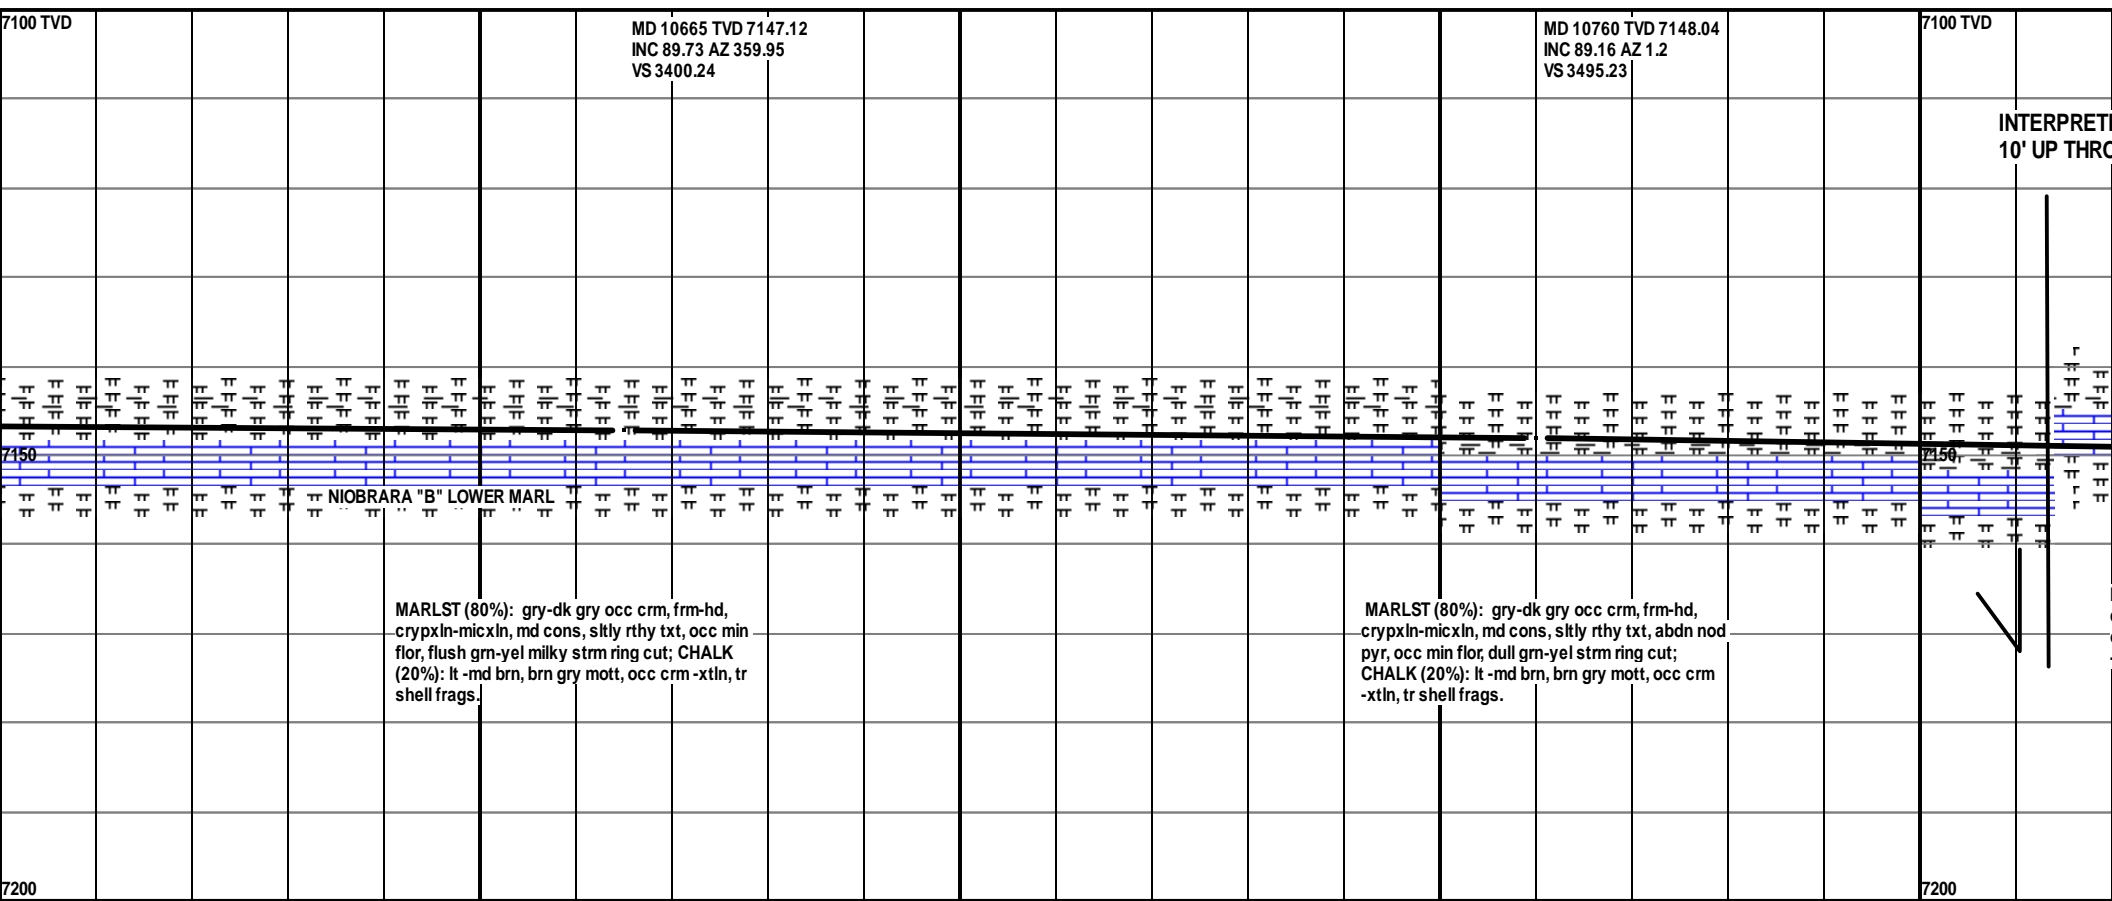 7100 TVD
MD 10665 TVD 7147.12
INC 89.73 AZ 359.95
VS 3400.24
MD 10760 TVD 7148.04
INC 89.16 AZ 1.2
VS 3495.23
7100 TVD
INTERPRET
10' UP THRO
7150
7150
NIOBRARA "B" LOWER MARL
MARLST (80%): gry-dk gry occ crm, frm-hd,
crypxln-micxln, md cons, sltly rthy txt, occ min
flor, flush grn-yel milky strm ring cut; CHALK
(20%): lt -md brn, brn gry mott, occ crm -xtln, tr
shell frags.
MARLST (80%): gry-dk gry occ crm, frm-hd,
crypxln-micxln, md cons, sltly rthy txt, abdn nod
pyr, occ min flor, dull grn-yel strm ring cut;
CHALK (20%): lt -md brn, brn gry mott, occ crm
-xtln, tr shell frags.
7200
7200